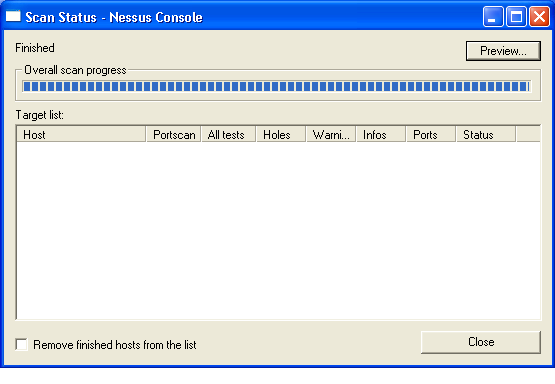 Scan Status - Nessus Console
Finished
Preview...
Overall scan progress
Target list:
Host Portscan All tests Holes Warni... Infos Ports Status
Remove finished hosts from the list
Close